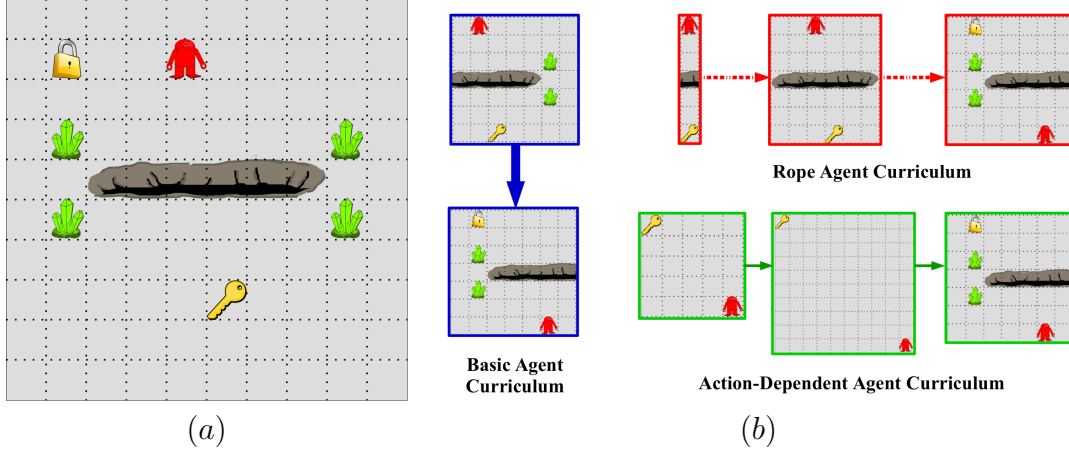 Rope Agent Curriculum
Basic Agent
Curriculum
Action-Dependent Agent Curriculum
(a)
(b)